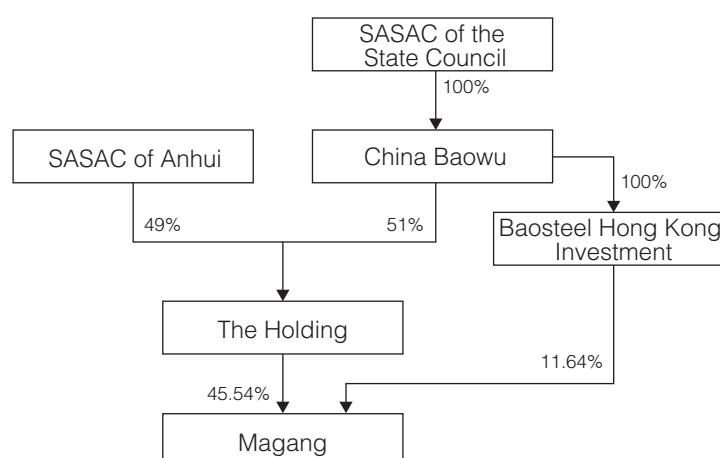 SASAC of the
State Council
100%
SASAC of Anhui
China Baowu
100%
49%
51%
Baosteel Hong Kong
Investment
The Holding
11.64%
45.54%
Magang